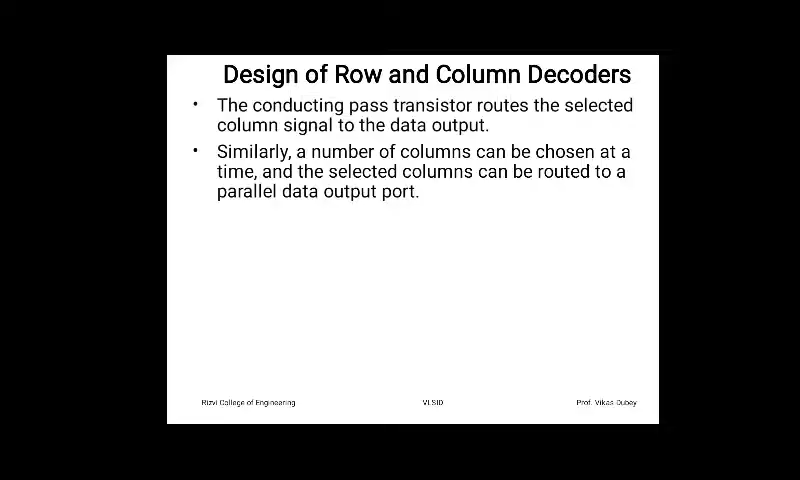 Design of Row and Column Decoders
• The conducting pass transistor routes the selected
column signal to the data output.
• Similarly, a number of columns can be chosen at a
time, and the selected columns can be routed to a
parallel data output port.
Rizvi College of Engineering VLSID Prof. Vikas Dubey